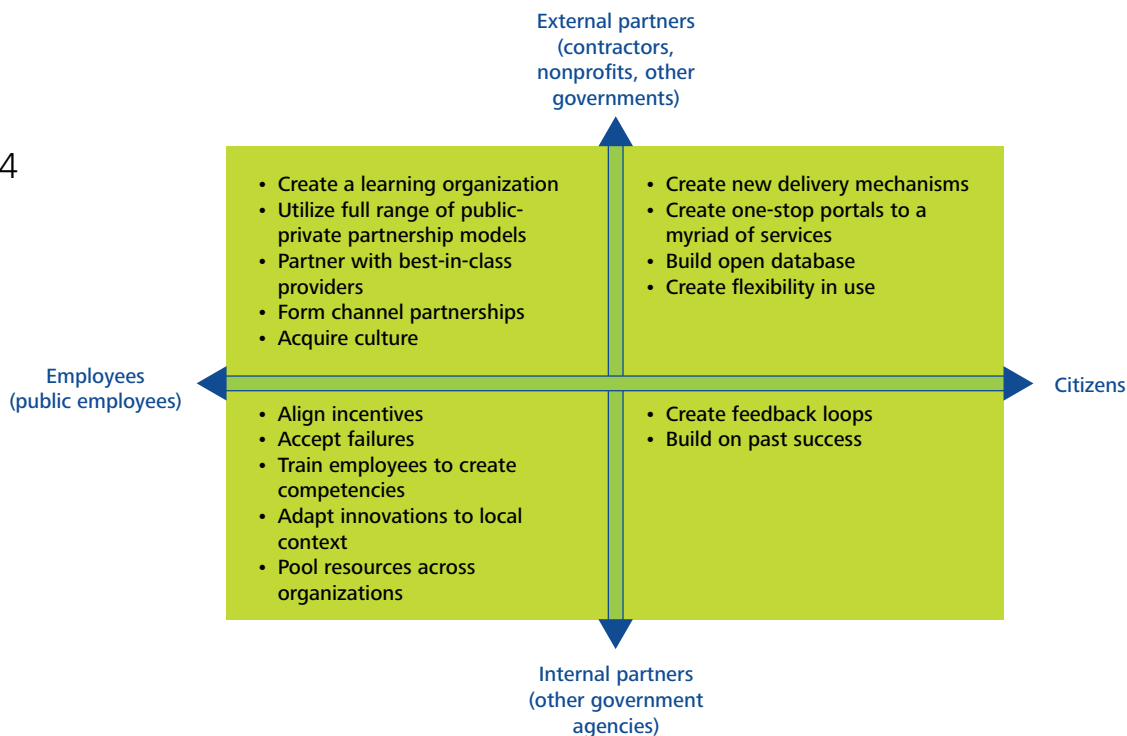 External partners
(contractors,
nonprofits, other
governments)
4
• Create a learning organization
• Utilize full range of public-
private partnership models
• Partner with best-in-class
providers
• Form channel partnerships
• Acquire culture
• Create new delivery mechanisms
• Create one-stop portals to a
myriad of services
• Build open database
• Create flexibility in use
Employees
(public employees)
Citizens
• Align incentives
• Accept failures
• Train employees to create
competencies
• Adapt innovations to local
context
• Pool resources across
organizations
• Create feedback loops
• Build on past success
Internal partners
(other government
agencies)